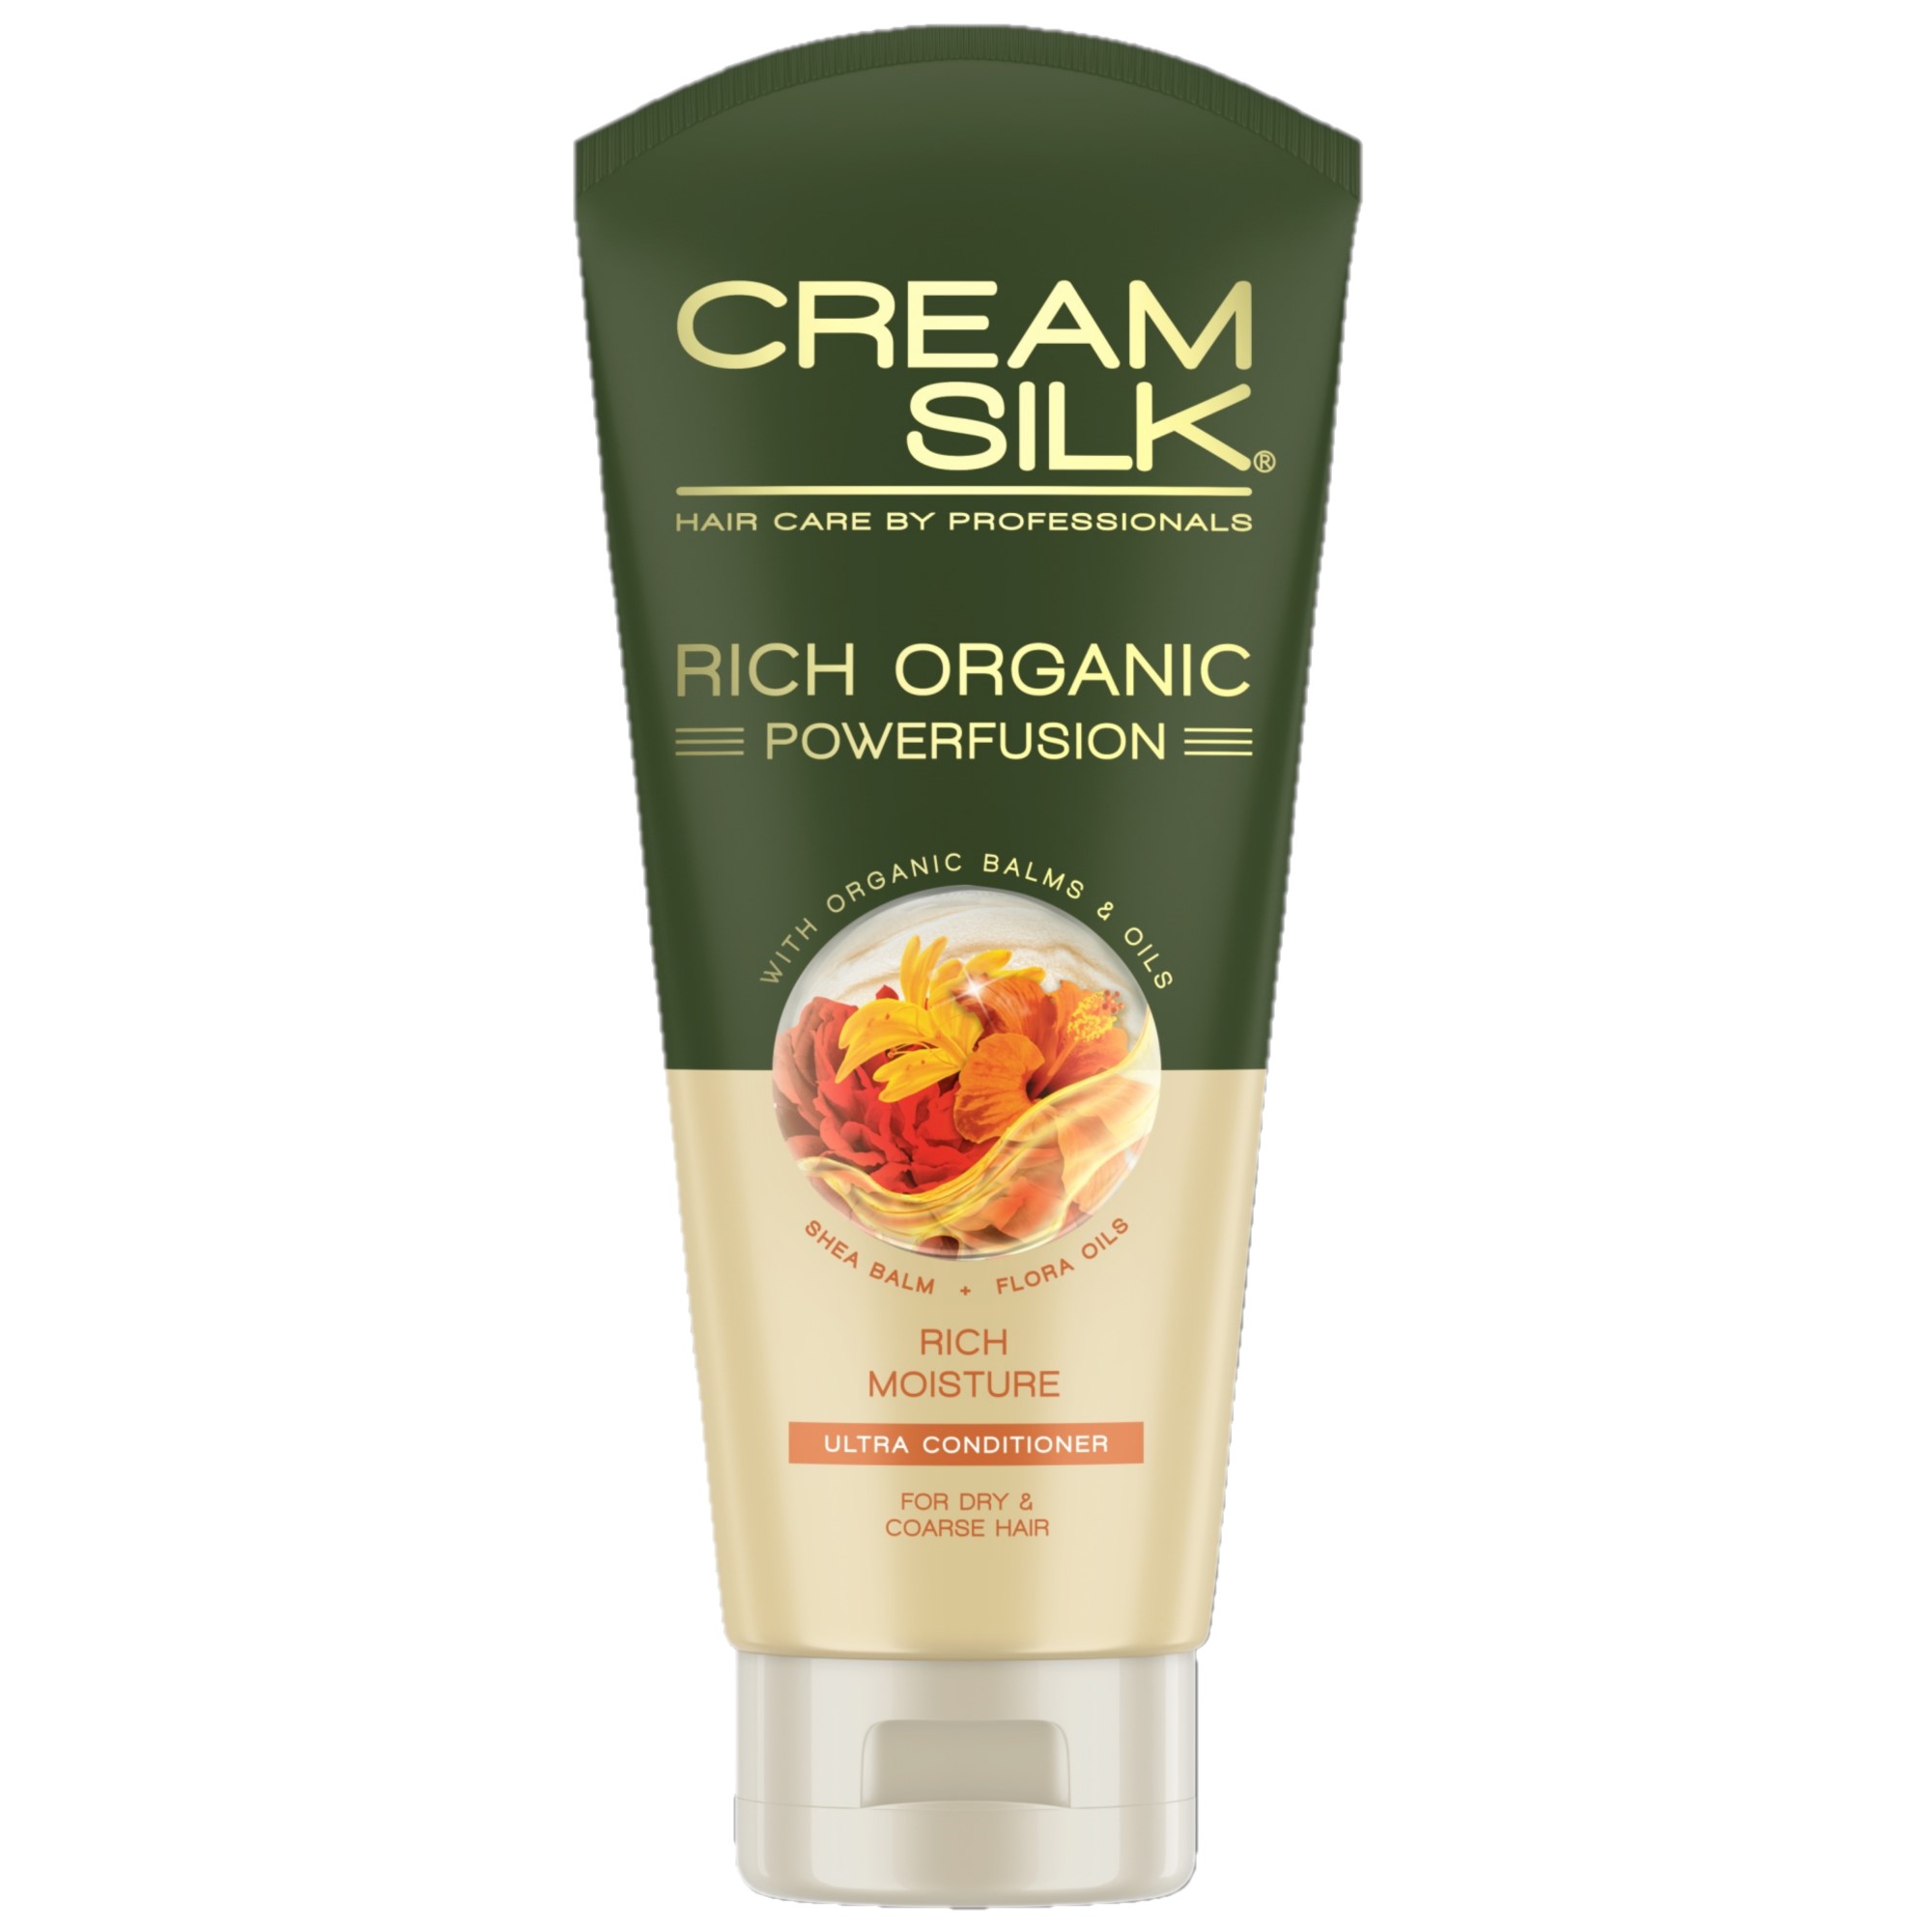 CREAM
SILK®
HAIR CARE BY PROFESSIONALS
RICH ORGANIC
POWERFUSION
WITH ORGANIC BALMS & OILS
SHEA BALM + FLORA OILS
RICH
MOISTURE
ULTRA CONDITIONER
FOR DRY &
COARSE HAIR